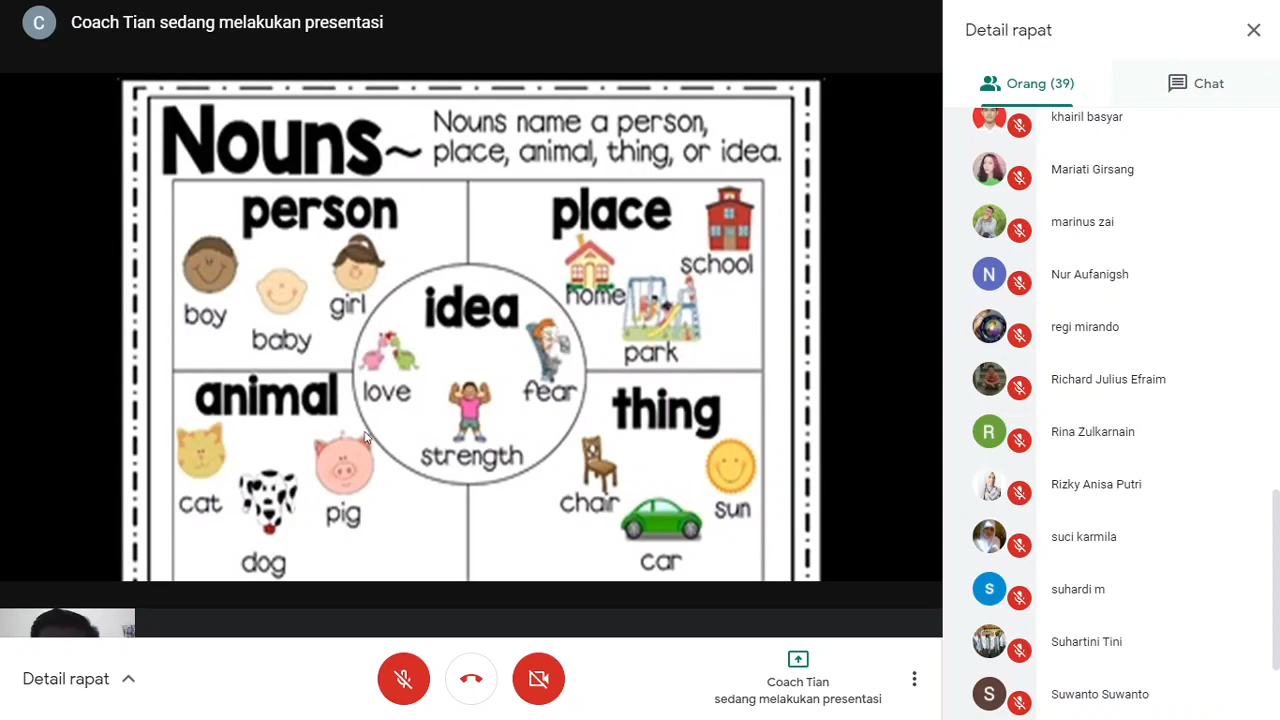 C
Coach Tian sedang melakukan presentasi
Nouns~
Nouns name a person,
place, animal, thing, or idea.
person
boy
baby
girl
place
school
home
park
idea
love
fear
strength
animal
cat
dog
pig
thing
chair
car
sun
Detail rapat
Coach Tian
sedang melakukan presentasi
Detail rapat
Orang (39)
Chat
khairil basyar
Mariati Girsang
marinus zai
N
Nur Aufanigsh
regi mirando
Richard Julius Efraim
R
Rina Zulkarnain
Rizky Anisa Putri
suci karmila
s
suhardi m
Suhartini Tini
S
Suwanto Suwanto